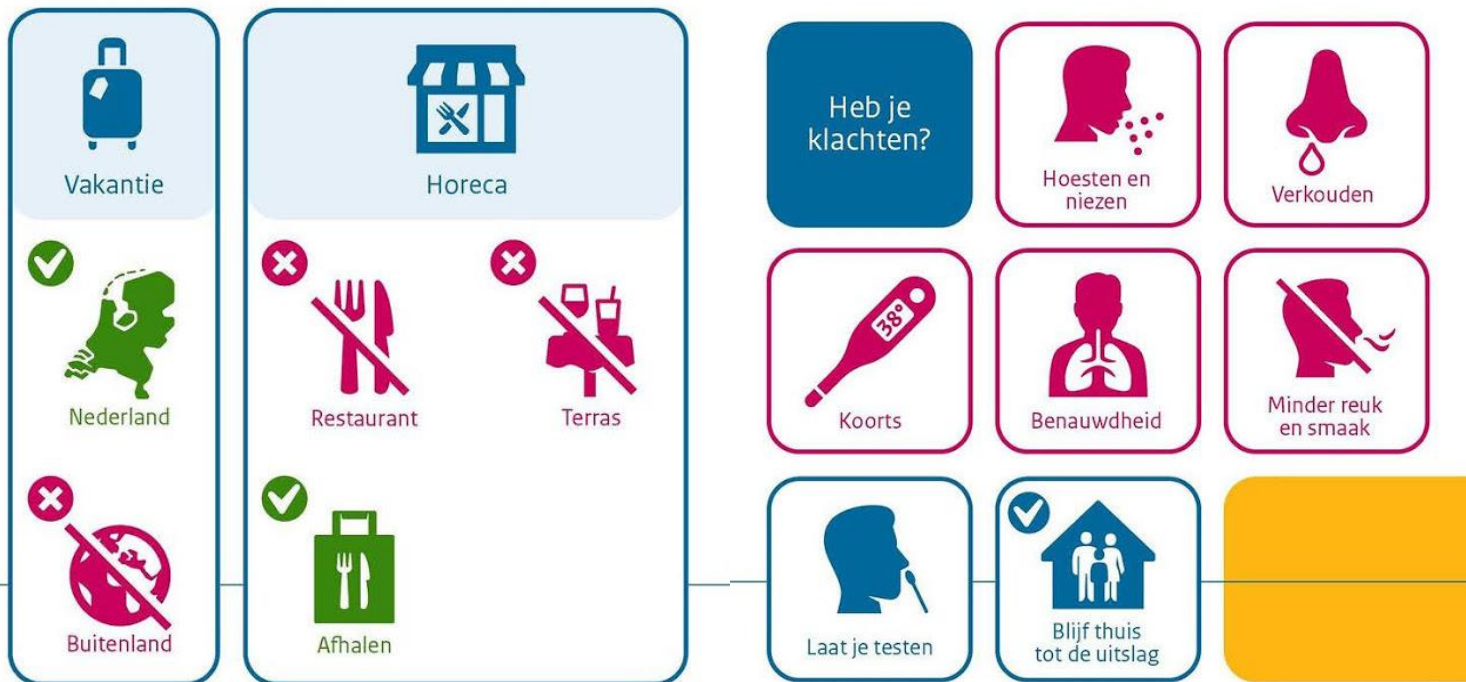 Vakantie
Nederland
Buitenland
Horeca
Restaurant
Terras
Afhalen
Heb je
klachten?
Hoesten en
niezen
Verkouden
38°
Koorts
Benauwdheid
Minder reuk
en smaak
Laat je testen
Blijf thuis
tot de uitslag